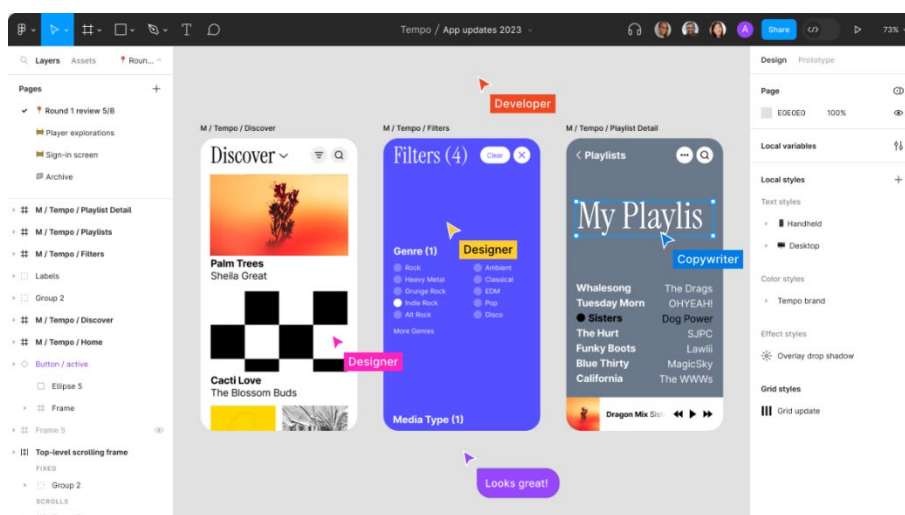 Tempo / App updates 2023
A
Share
73%
Layers
Assets
Roun...
Pages
Round 1 review 5/8
Player explorations
Sign-in screen
Archive
M / Tempo / Playlist Detail
M / Tempo / Playlists
M / Tempo / Filters
Labels
Group 2
M / Tempo / Discover
M / Tempo / Home
Button / active
Ellipse 5
Frame
Frame 5
Top-level scrolling frame
FIXED
Group 2
SCROLLS
Developer
M / Tempo / Discover
Discover
Palm Trees
Sheila Great
Designer
Cacti Love
The Blossom Buds
M / Tempo / Filters
Filters (4)
Clear
Designer
Genre (1)
Rock
Ambient
Heavy Metal
Classical
Grunge Rock
EDM
Indie Rock
Pop
Alt Rock
Disco
More Genres
Media Type (1)
Looks great!
M / Tempo / Playlist Detail
Playlists
My Playlis
Copywriter
Whalesong The Drags
Tuesday Morn OHYEAH!
Sisters Dog Power
The Hurt SJPC
Funky Boots Lawlii
Blue Thirty MagicSky
California The WWWs
Dragon Mix Sist
Design
Prototype
Page
E0E0E0 100%
Local variables
Local styles
Text styles
Handheld
Desktop
Color styles
Tempo brand
Effect styles
Overlay drop shadow
Grid styles
Grid update